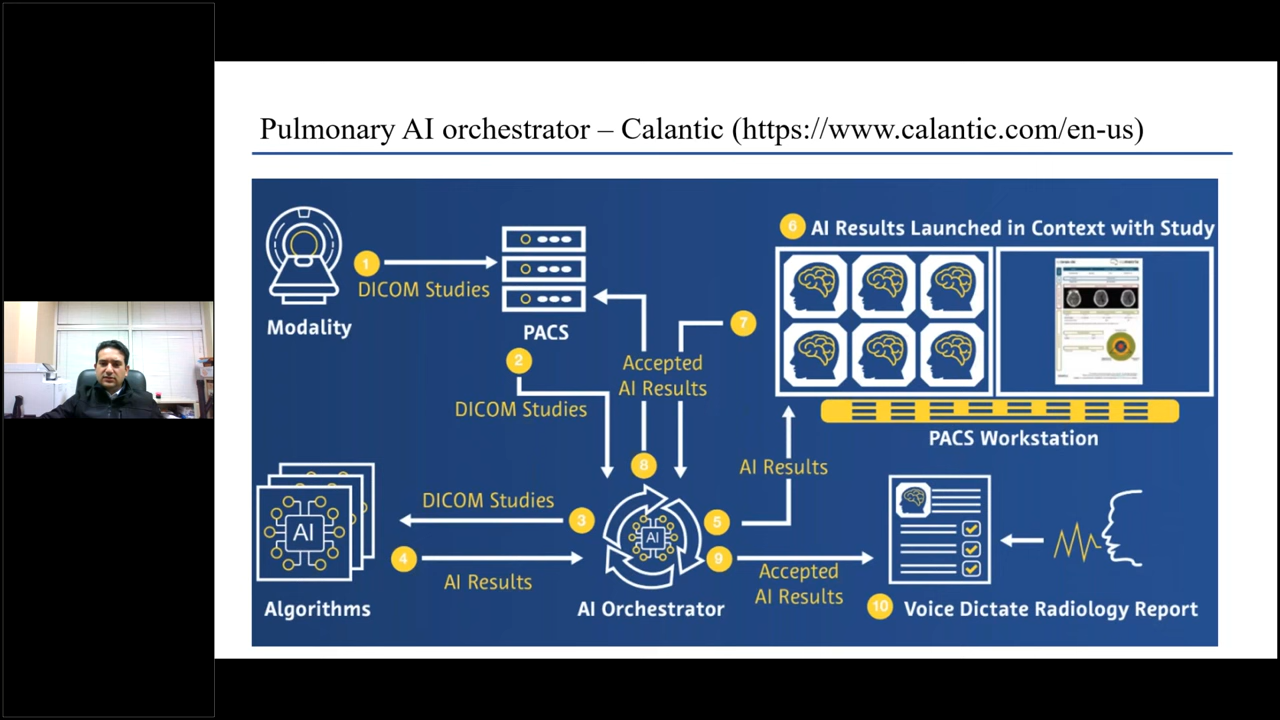 Pulmonary AI orchestrator – Calantic (https://www.calantic.com/en-us)
1
DICOM Studies
Modality
PACS
2
DICOM Studies
Accepted
AI Results
7
6 AI Results Launched in Context with Study
PACS Workstation
8
AI Results
DICOM Studies
3
5
4
AI Results
9
Accepted
AI Results
AI
Algorithms
AI
AI Orchestrator
10 Voice Dictate Radiology Report